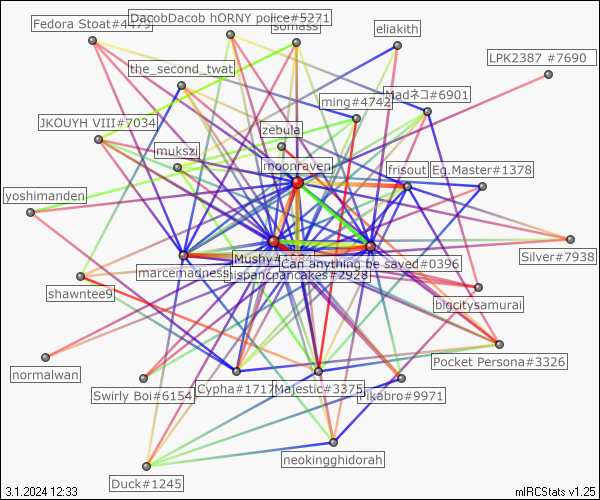 Fedora Stoat#4479
DacobDacob hORNY police#5271
somass
eliakith
LPK2387 #7690
the_second_twat
ming#4742
Madネコ#6901
JKOUYH VIII#7034
zebula
mukszi
moonraven
frisout
Eg.Master#1378
yoshimanden
Silver#7938
Mushy#1984
Can anything be saved#0396
marcemadness
hispancpancakes#2928
shawntee9
bigcitysamurai
normalwan
Pocket Persona#3326
Swirly Boi#6154
Cypha#1717
Majestic#3375
Pikabro#9971
neokingghidorah
Duck#1245
3.1.2024 12:33
mIRCStats v1.25